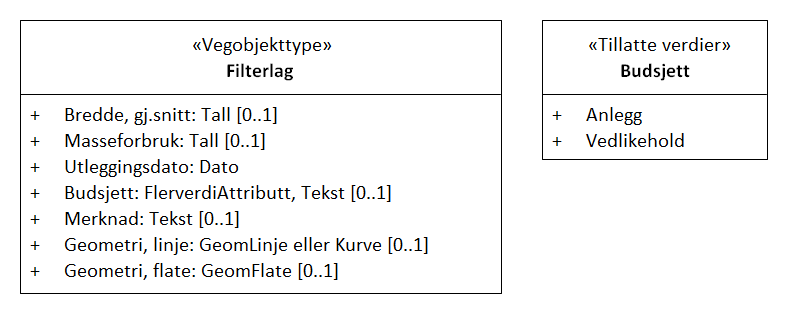 «Vegobjekttype»
Filterlag
+ Bredde, gj.snitt: Tall [0..1]
+ Masseforbruk: Tall [0..1]
+ Utleggingsdato: Dato
+ Budsjett: FlerverdiAttributt, Tekst [0..1]
+ Merknad: Tekst [0..1]
+ Geometri, linje: GeomLinje eller Kurve [0..1]
+ Geometri, flate: GeomFlate [0..1]
«Tillatte verdier»
Budsjett
+ Anlegg
+ Vedlikehold